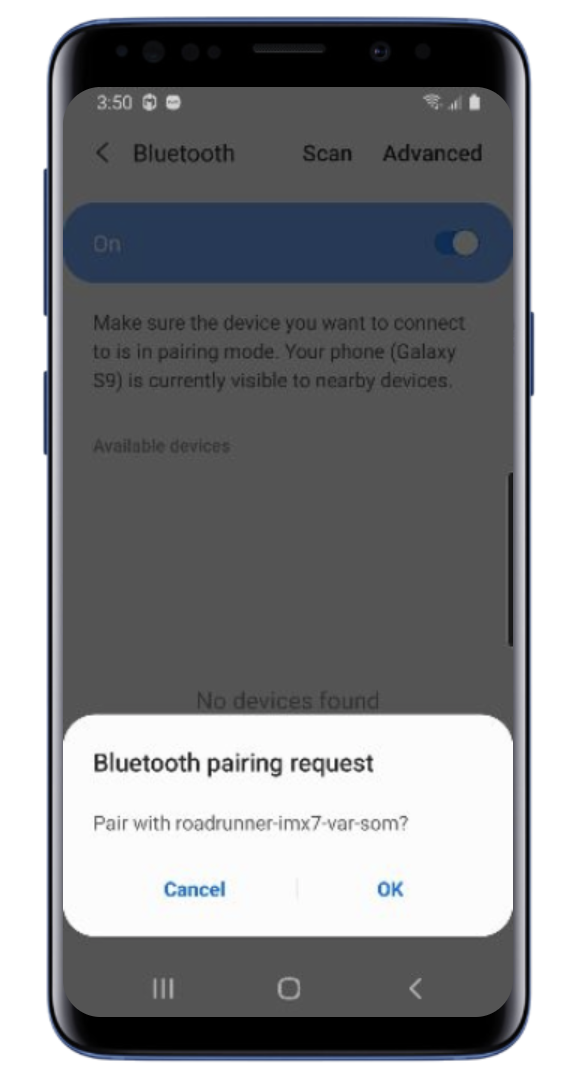 3:50
Bluetooth Scan Advanced
On
Make sure the device you want to connect
to is in pairing mode. Your phone (Galaxy
S9) is currently visible to nearby devices.
Available devices
No devices found
Bluetooth pairing request
Pair with roadrunner-imx7-var-som?
Cancel OK